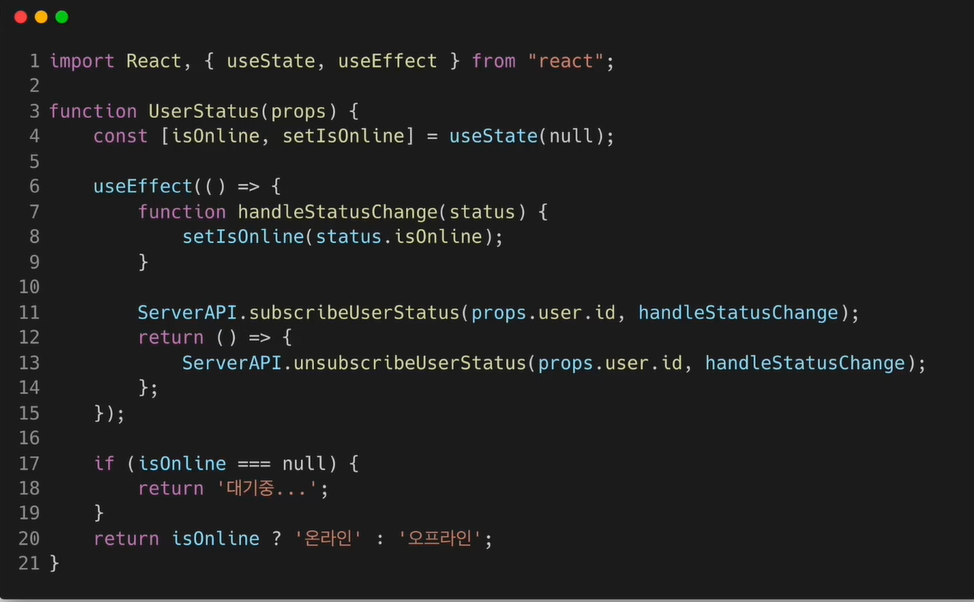 1 import React, { useState, useEffect } from "react";
2
3 function UserStatus(props) {
4     const [isOnline, setIsOnline] = useState(null);
5
6     useEffect(() => {
7         function handleStatusChange(status) {
8             setIsOnline(status.isOnline);
9         }
10
11         ServerAPI.subscribeUserStatus(props.user.id, handleStatusChange);
12         return () => {
13             ServerAPI.unsubscribeUserStatus(props.user.id, handleStatusChange);
14         };
15     });
16
17     if (isOnline === null) {
18         return '대기중...';
19     }
20     return isOnline ? '온라인' : '오프라인';
21 }